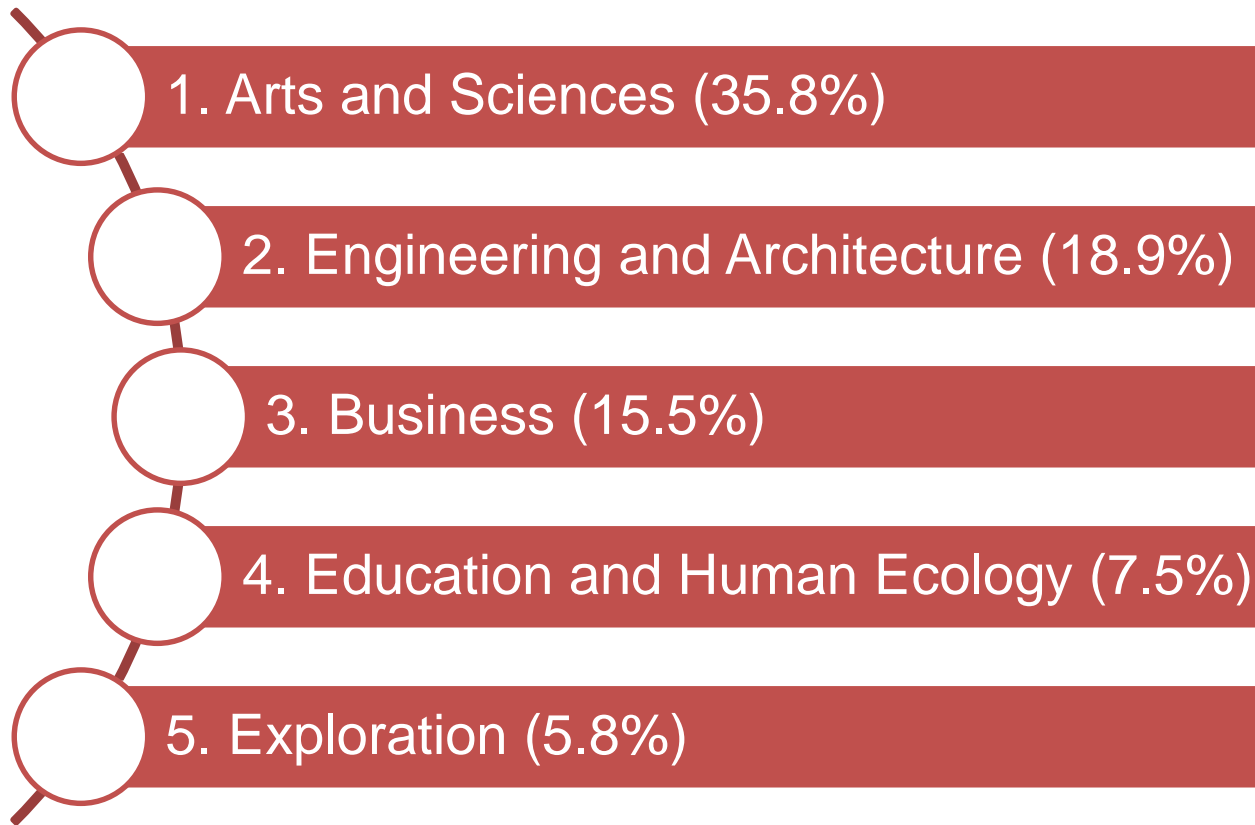 1. Arts and Sciences (35.8%)
2. Engineering and Architecture (18.9%)
3. Business (15.5%)
4. Education and Human Ecology (7.5%)
5. Exploration (5.8%)